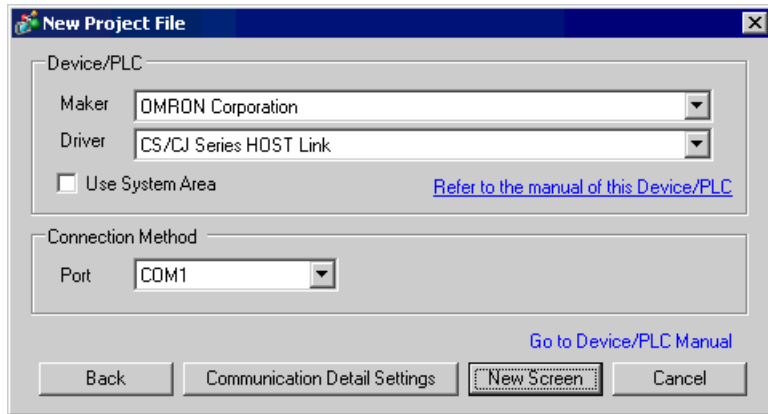 New Project File
Device/PLC
Maker OMRON Corporation
Driver CS/CJ Series HOST Link
Use System Area Refer to the manual of this Device/PLC
Connection Method
Port COM1
Go to Device/PLC Manual
Back Communication Detail Settings New Screen Cancel